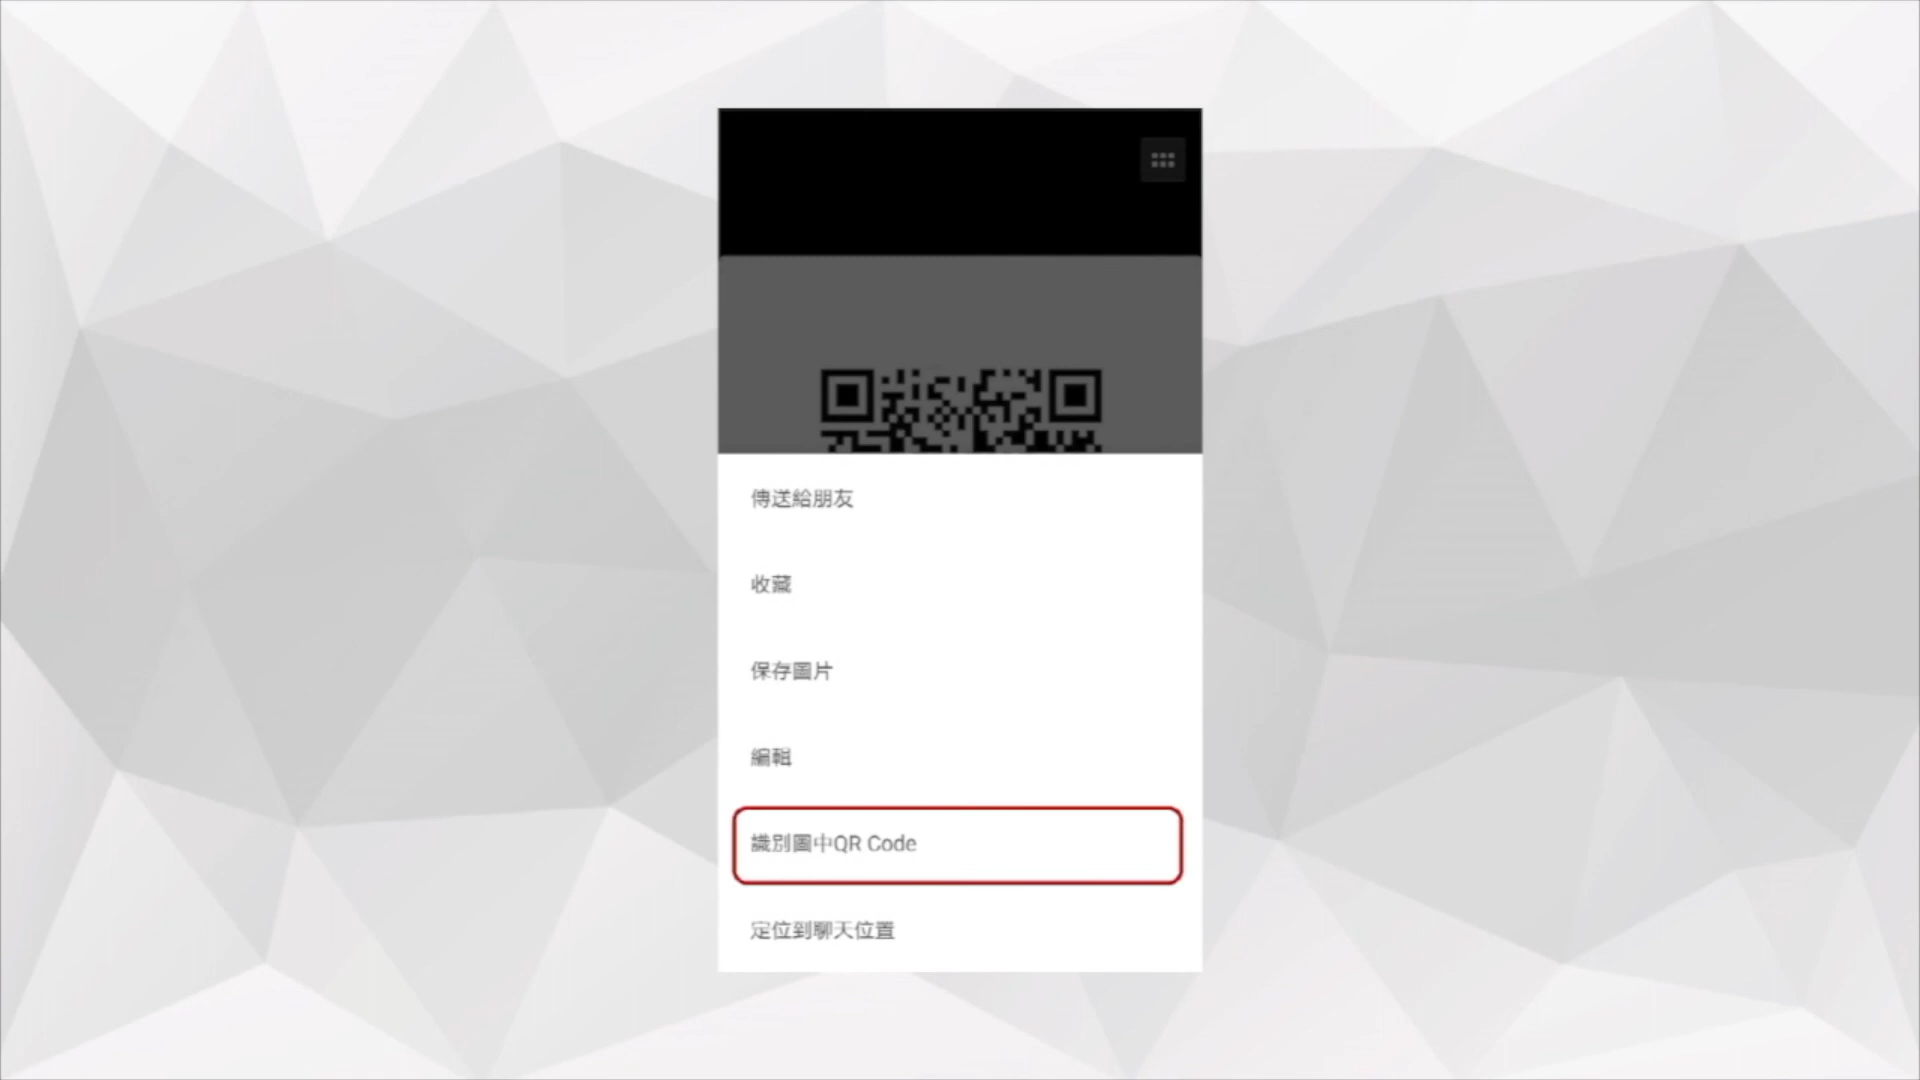 傳送給朋友
收藏
保存圖片
編輯
識別圖中QR Code
定位到聊天位置